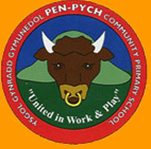 YSGOL GYNRADD GYMUNEDOL PEN-PYCH COMMUNITY PRIMARY SCHOOL
"United in Work & Play"